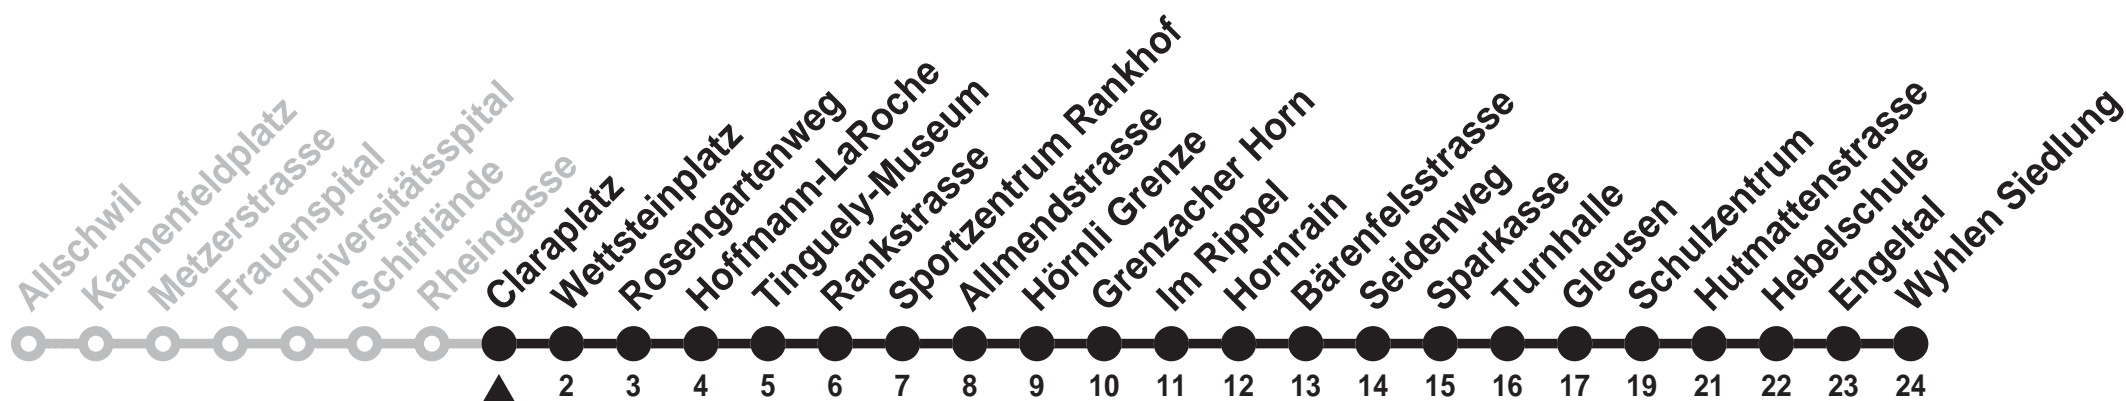 Allschwil
Kannenfeldplatz
Metzerstrasse
Frauenspital
Universitätsspital
Schifflände
Rheingasse
Claraplatz
Wettsteinplatz
Rosengartenweg
Hoffmann-LaRoche
Tinguely-Museum
Rankstrasse
Sportzentrum Rankhof
Allmendstrasse
Hörnli Grenze
Grenzacher Horn
Im Rippel
Hornrain
Bärenfelsstrasse
Seidenweg
Sparkasse
Turnhalle
Gleusen
Schulzentrum
Hutmattenstrasse
Hebelschule
Engeltal
Wyhlen Siedlung
2 3 4 5 6 7 8 9 10 11 12 13 14 15 16 17 19 21 22 23 24